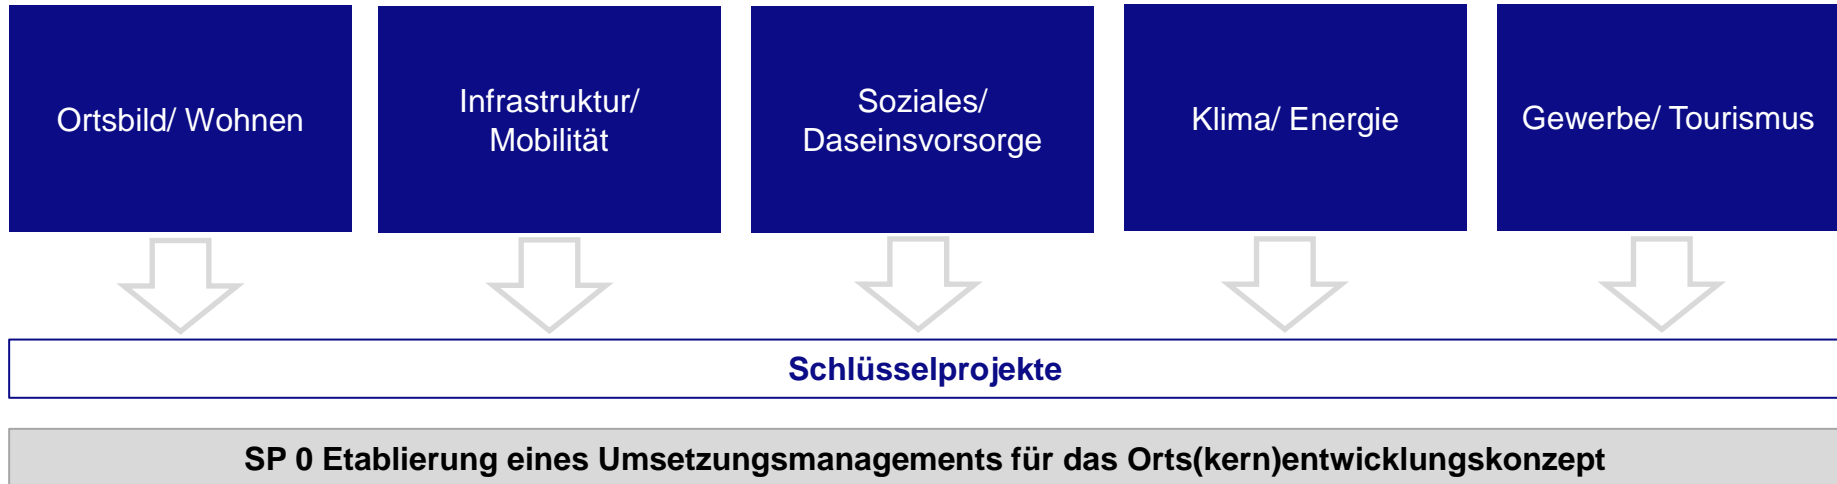 Ortsbild/ Wohnen
Infrastruktur/
Mobilität
Soziales/
Daseinsvorsorge
Klima/ Energie
Gewerbe/ Tourismus
Schlüsselprojekte
SP 0 Etablierung eines Umsetzungsmanagements für das Orts(kern)entwicklungskonzept